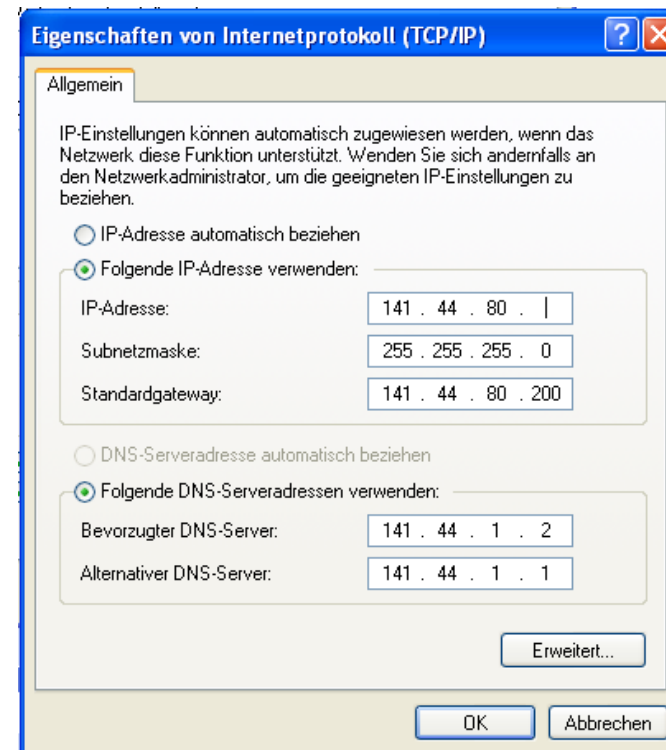 Eigenschaften von Internetprotokoll (TCP/IP)
Allgemein
IP-Einstellungen können automatisch zugewiesen werden, wenn das
Netzwerk diese Funktion unterstützt. Wenden Sie sich andernfalls an
den Netzwerkadministrator, um die geeigneten IP-Einstellungen zu
beziehen.
IP-Adresse automatisch beziehen
Folgende IP-Adresse verwenden:
IP-Adresse: 141 . 44 . 80 .
Subnetzmaske: 255 . 255 . 255 . 0
Standardgateway: 141 . 44 . 80 . 200
DNS-Serveradresse automatisch beziehen
Folgende DNS-Serveradressen verwenden:
Bevorzugter DNS-Server: 141 . 44 . 1 . 2
Alternativer DNS-Server: 141 . 44 . 1 . 1
Erweitert...
OK Abbrechen